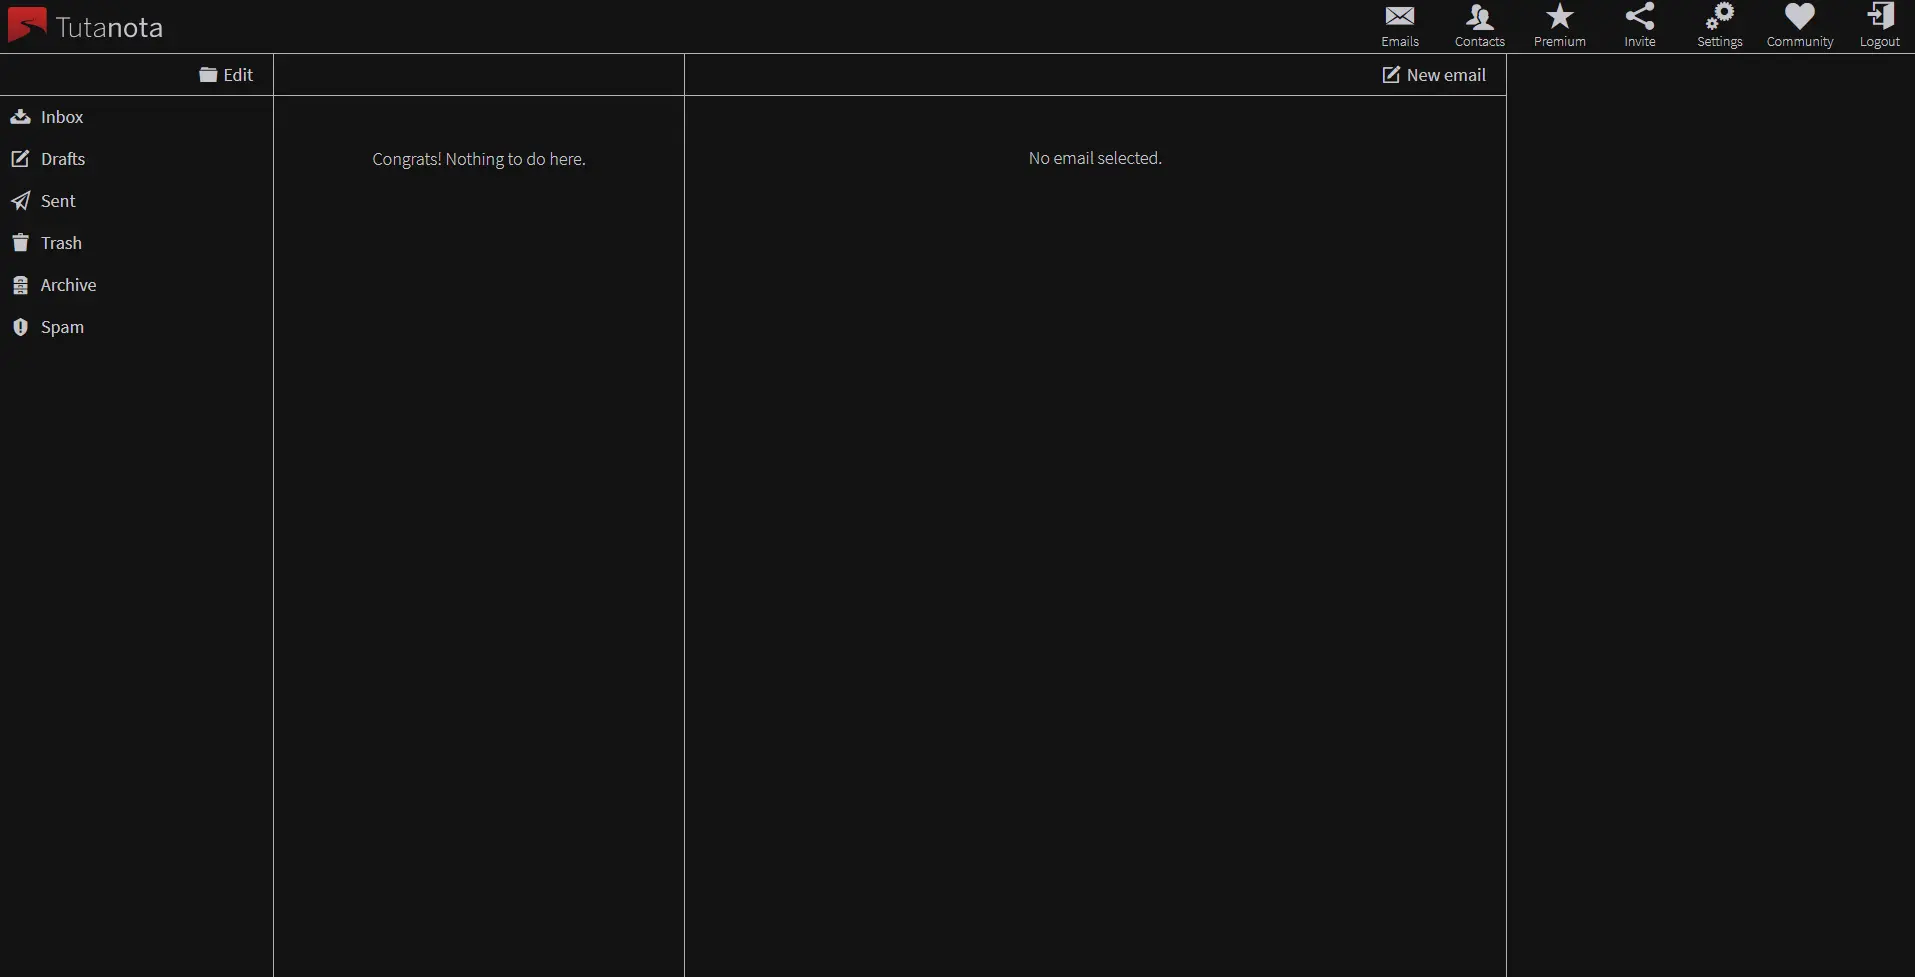 Tutanota
Emails
Contacts
Premium
Invite
Settings
Community
Logout
Edit
New email
Inbox
Drafts
Sent
Trash
Archive
Spam
Congrats! Nothing to do here.
No email selected.